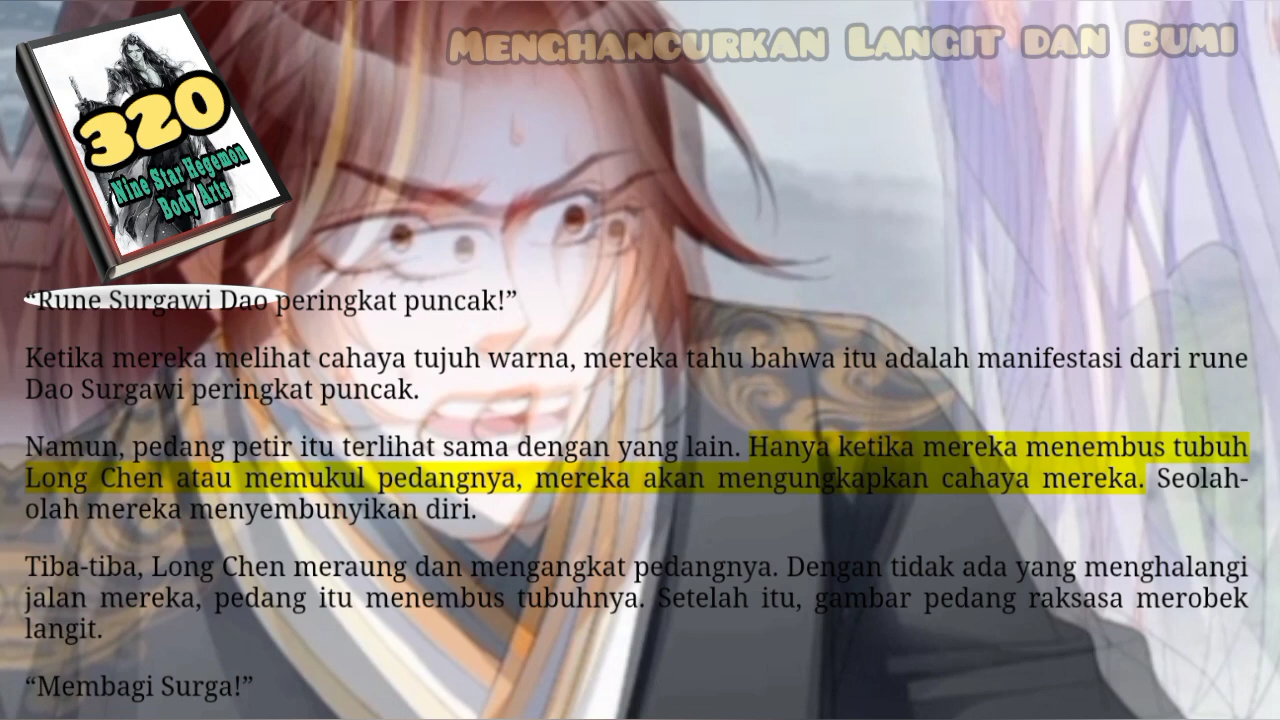 Menghancurkan Langit dan Bumi
320
Nine Star Hegemon
Body Arts
“Rune Surgawi Dao peringkat puncak!”
Ketika mereka melihat cahaya tujuh warna, mereka tahu bahwa itu adalah manifestasi dari rune
Dao Surgawi peringkat puncak.
Namun, pedang petir itu terlihat sama dengan yang lain. Hanya ketika mereka menembus tubuh
Long Chen atau memukul pedangnya, mereka akan mengungkapkan cahaya mereka. Seolah-
olah mereka menyembunyikan diri.
Tiba-tiba, Long Chen meraung dan mengangkat pedangnya. Dengan tidak ada yang menghalangi
jalan mereka, pedang itu menembus tubuhnya. Setelah itu, gambar pedang raksasa merobek
langit.
“Membagi Surga!”